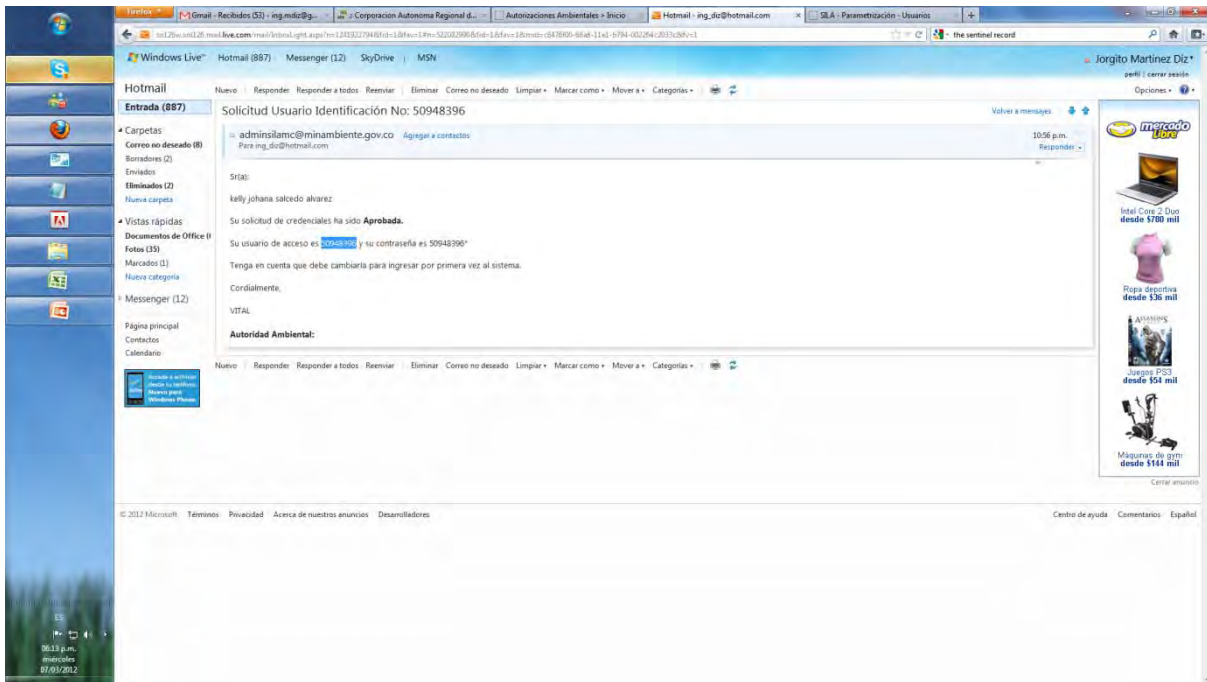 Firefox
Gmail - Recibidos (53) - ing.mdiz@g...
Corporacion Autonoma Regional d...
Autorizaciones Ambientales > Inicio
Hotmail - ing_diz@hotmail.com
SILA - Parametrización - Usuarios
the sentinel record
Windows Live™ Hotmail (887) Messenger (12) SkyDrive | MSN
Jorgito Martinez Diz
perfil | cerrar sesión
Hotmail
Nuevo | Responder Responder a todos Reenviar | Eliminar Correo no deseado Limpiar Marcar como Mover a Categorías
Opciones
Entrada (887)
Carpetas
Correo no deseado (8)
Borradores (2)
Enviados
Eliminados (2)
Nueva carpeta
Vistas rápidas
Documentos de Office (
Fotos (35)
Marcados (1)
Nueva categoría
Messenger (12)
Página principal
Contactos
Calendario
Nuevo para
Windows Phone
Solicitud Usuario Identificación No: 50948396
Volver a mensajes
adminsilamc@minambiente.gov.co Agregar a contactos
Para ing_diz@hotmail.com
10:56 p.m.
Responder
Sr(a):
kelly johana salcedo alvarez
Su solicitud de credenciales ha sido Aprobada.
Su usuario de acceso es 50948396 y su contraseña es 50948396*
Tenga en cuenta que debe cambiarla para ingresar por primera vez al sistema.
Cordialmente,
VITAL
Autoridad Ambiental:
Nuevo | Responder Responder a todos Reenviar | Eliminar Correo no deseado Limpiar Marcar como Mover a Categorías
mercado
libre
Intel Core 2 Duo
desde $780 mil
Ropa deportiva
desde $36 mil
Juegos PS3
desde $54 mil
Máquinas de gym
desde $144 mil
Cerrar anuncio
© 2012 Microsoft Términos Privacidad Acerca de nuestros anuncios Desarrolladores
Centro de ayuda Comentarios Español
ES
06:13 p.m.
miércoles
07/03/2012